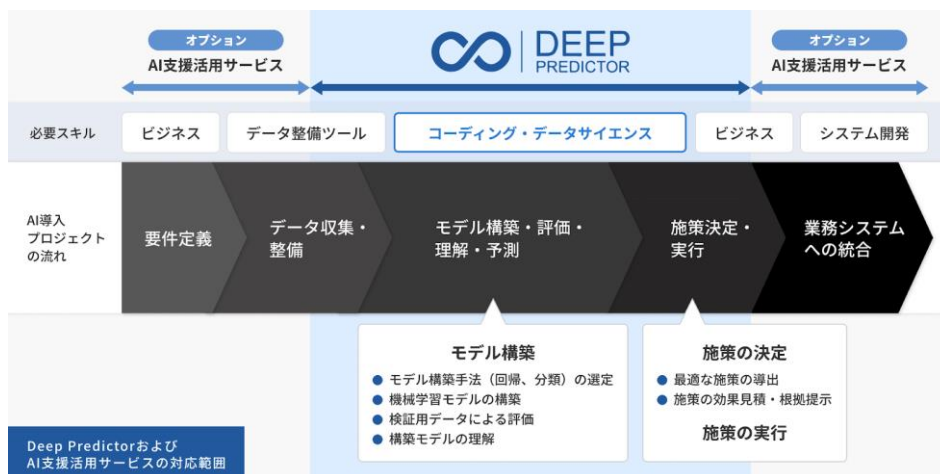 オプション
AI支援活用サービス
DEEP
PREDICTOR
オプション
AI支援活用サービス
必要スキル
ビジネス
データ整備ツール
コーディング・データサイエンス
ビジネス
システム開発
AI導入
プロジェクト
の流れ
要件定義
データ収集・
整備
モデル構築・評価・
理解・予測
施策決定・
実行
業務システム
への統合
モデル構築
● モデル構築手法（回帰、分類）の選定
● 機械学習モデルの構築
● 検証用データによる評価
● 構築モデルの理解
施策の決定
● 最適な施策の導出
● 施策の効果見積・根拠提示
施策の実行
Deep Predictorおよび
AI支援活用サービスの対応範囲